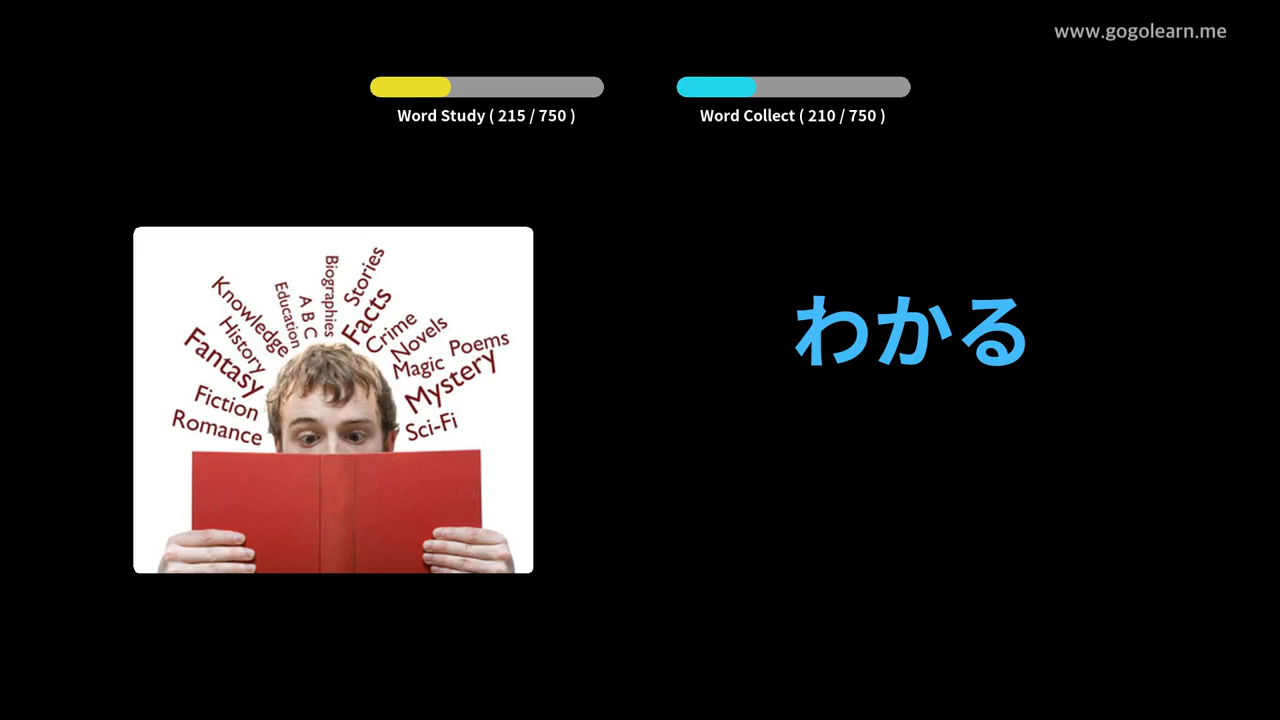 www.gogolearn.me
Word Study ( 215 / 750 )
Word Collect ( 210 / 750 )
Knowledge
Education
A B C
Biographies
Stories
Facts
Crime
Novels
Poems
Magic
Mystery
Sci-Fi
History
Fantasy
Fiction
Romance
わかる